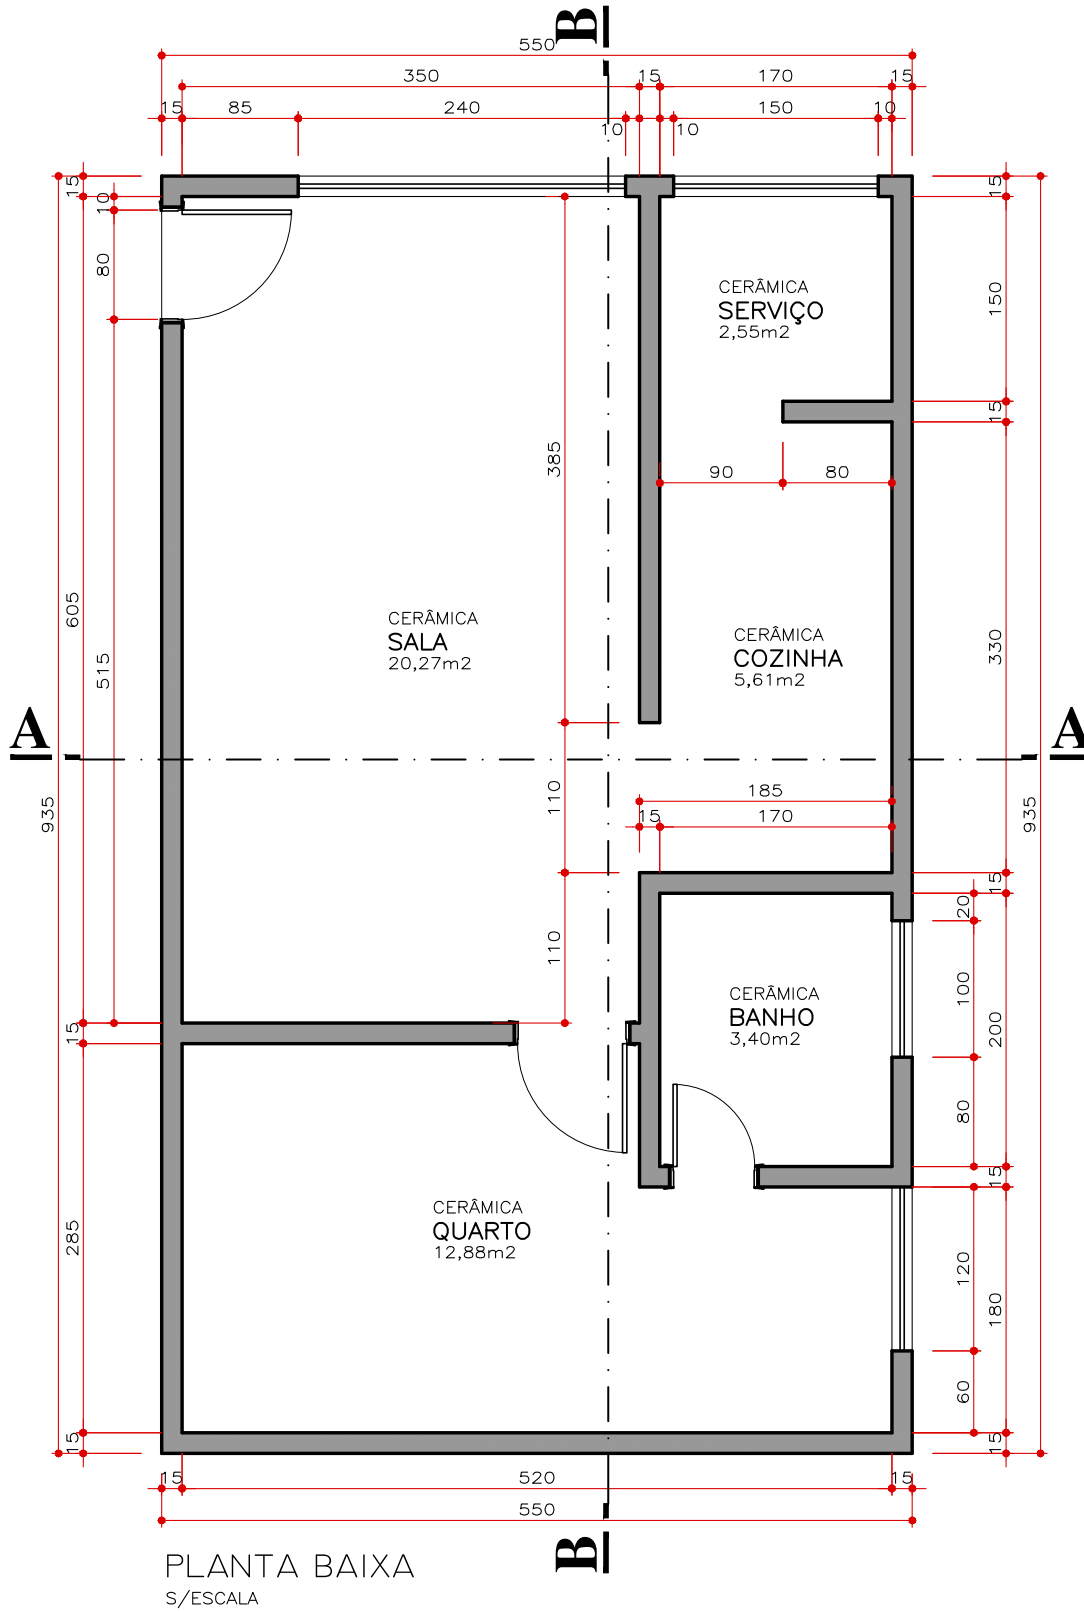 B
550
350
15
170
15
15
85
240
10
10
150
10
15
10
80
605
515
935
15
285
15
385
110
110
CERÂMICA
SERVIÇO
2,55m2
90
80
15
150
15
330
935
CERÂMICA
SALA
20,27m2
CERÂMICA
COZINHA
5,61m2
A
A
185
15
170
15
20
100
200
80
15
120
180
60
15
CERÂMICA
BANHO
3,40m2
CERÂMICA
QUARTO
12,88m2
15
520
15
550
B
PLANTA BAIXA
S/ESCALA